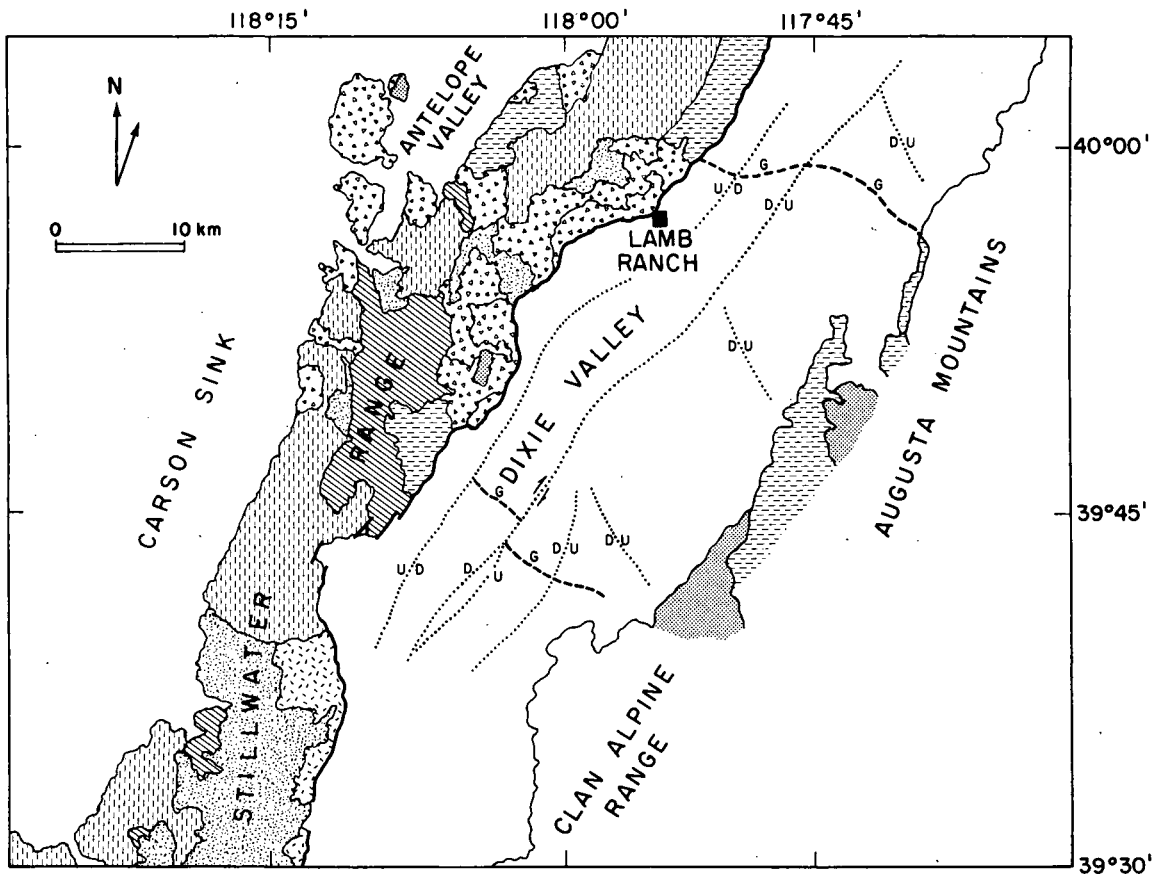 118°15' 118°00' 117°45'
N
ANTELOPE
VALLEY
40°00'
D·U
G G
U·D
D·U
0 10 km
LAMB
RANCH
CARSON SINK
RANGE
DIXIE VALLEY
D·U
AUGUSTA MOUNTAINS
G
39°45'
U·D D U
G
D·U
D·U
STILLWATER
CLAN ALPINE
RANGE
39°30'